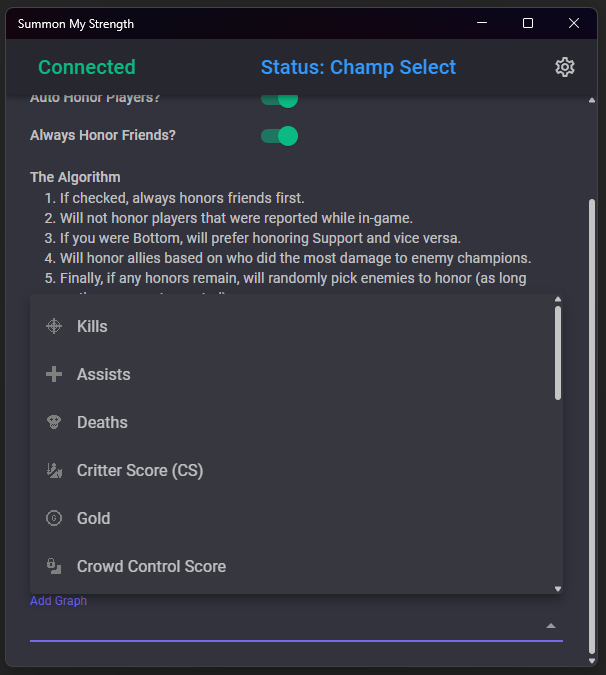 Summon My Strength
Connected
Status: Champ Select
Auto Honor Players?
Always Honor Friends?
The Algorithm
1. If checked, always honors friends first.
2. Will not honor players that were reported while in-game.
3. If you were Bottom, will prefer honoring Support and vice versa.
4. Will honor allies based on who did the most damage to enemy champions.
5. Finally, if any honors remain, will randomly pick enemies to honor (as long
Kills
Assists
Deaths
Critter Score (CS)
Gold
Crowd Control Score
Add Graph